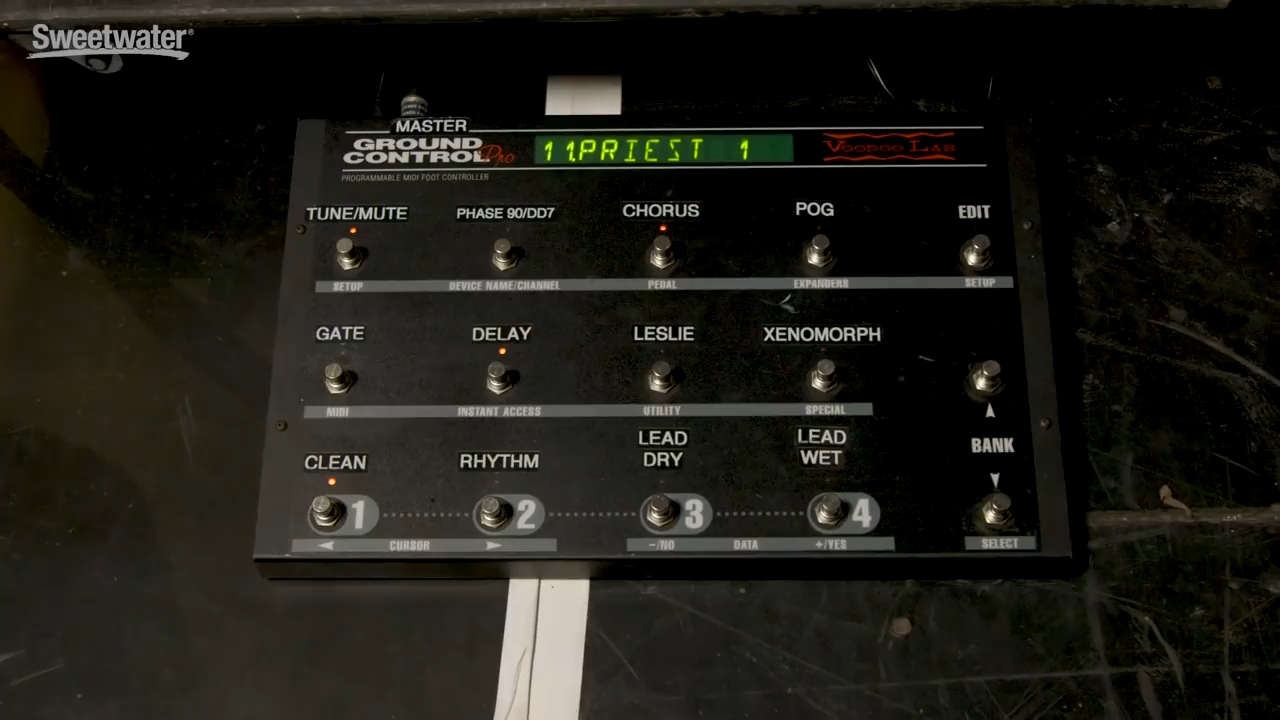 Sweetwater®
MASTER
GROUND CONTROL Pro
11.PRIEST 1
VOODOO LAB
PROGRAMMABLE MIDI FOOT CONTROLLER
TUNE/MUTE PHASE 90/DD7 CHORUS POG EDIT
SETUP DEVICE NAME/CHANNEL PEDAL EXPANDERS SETUP
GATE DELAY LESLIE XENOMORPH
MIDI INSTANT ACCESS UTILITY SPECIAL
BANK
CLEAN RHYTHM LEAD DRY LEAD WET
1 2 3 4
CURSOR -/NO DATA +/YES SELECT